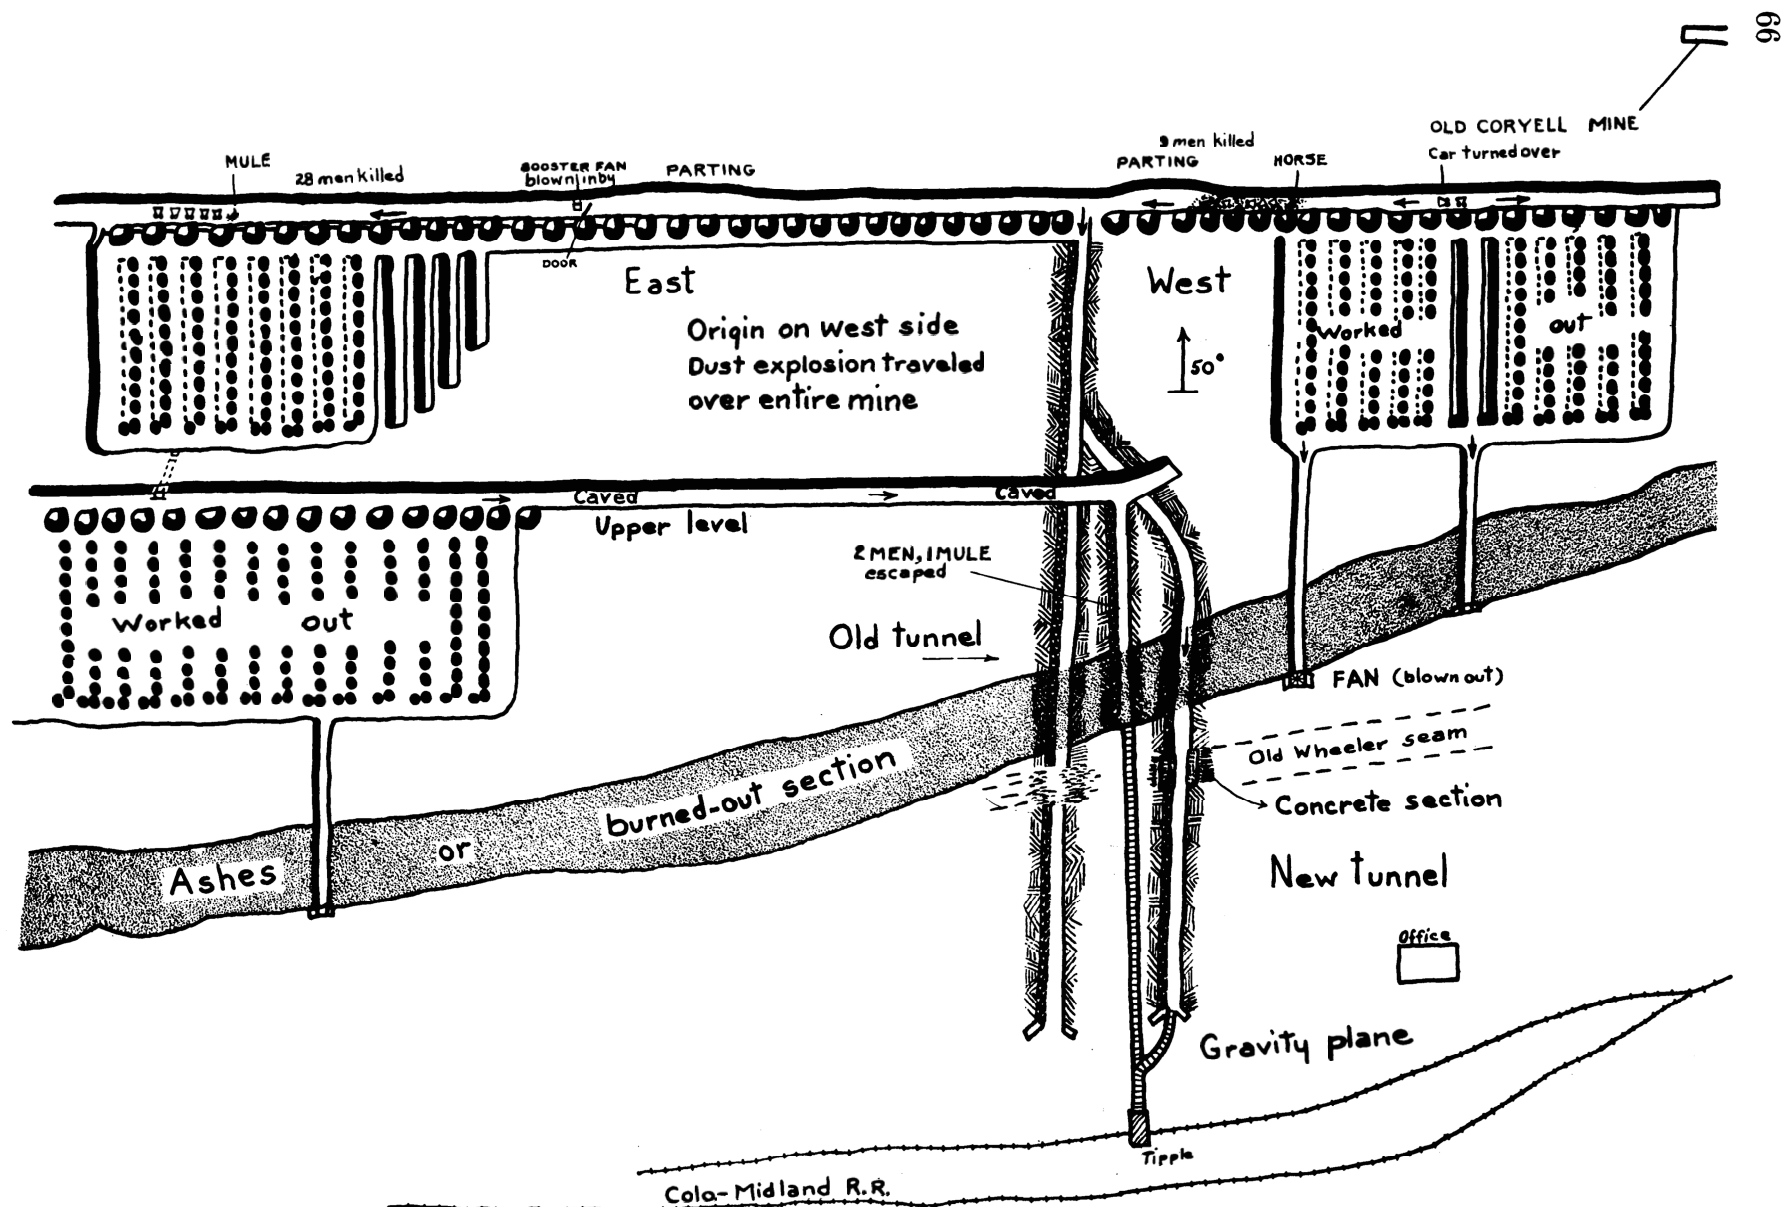 66
OLD CORYELL MINE
Car turned over
9 men killed
PARTING
HORSE
MULE
28 men killed
BOOSTER FAN
blown inby
PARTING
DOOR
East
West
Origin on west side
Dust explosion traveled
over entire mine
50°
Worked out
Caved
Caved
Upper level
2 MEN, 1 MULE
escaped
Worked out
Old tunnel
FAN (blown out)
Old Wheeler seam
Concrete section
Ashes or burned-out section
New tunnel
Office
Gravity plane
Tipple
Colo-Midland R.R.